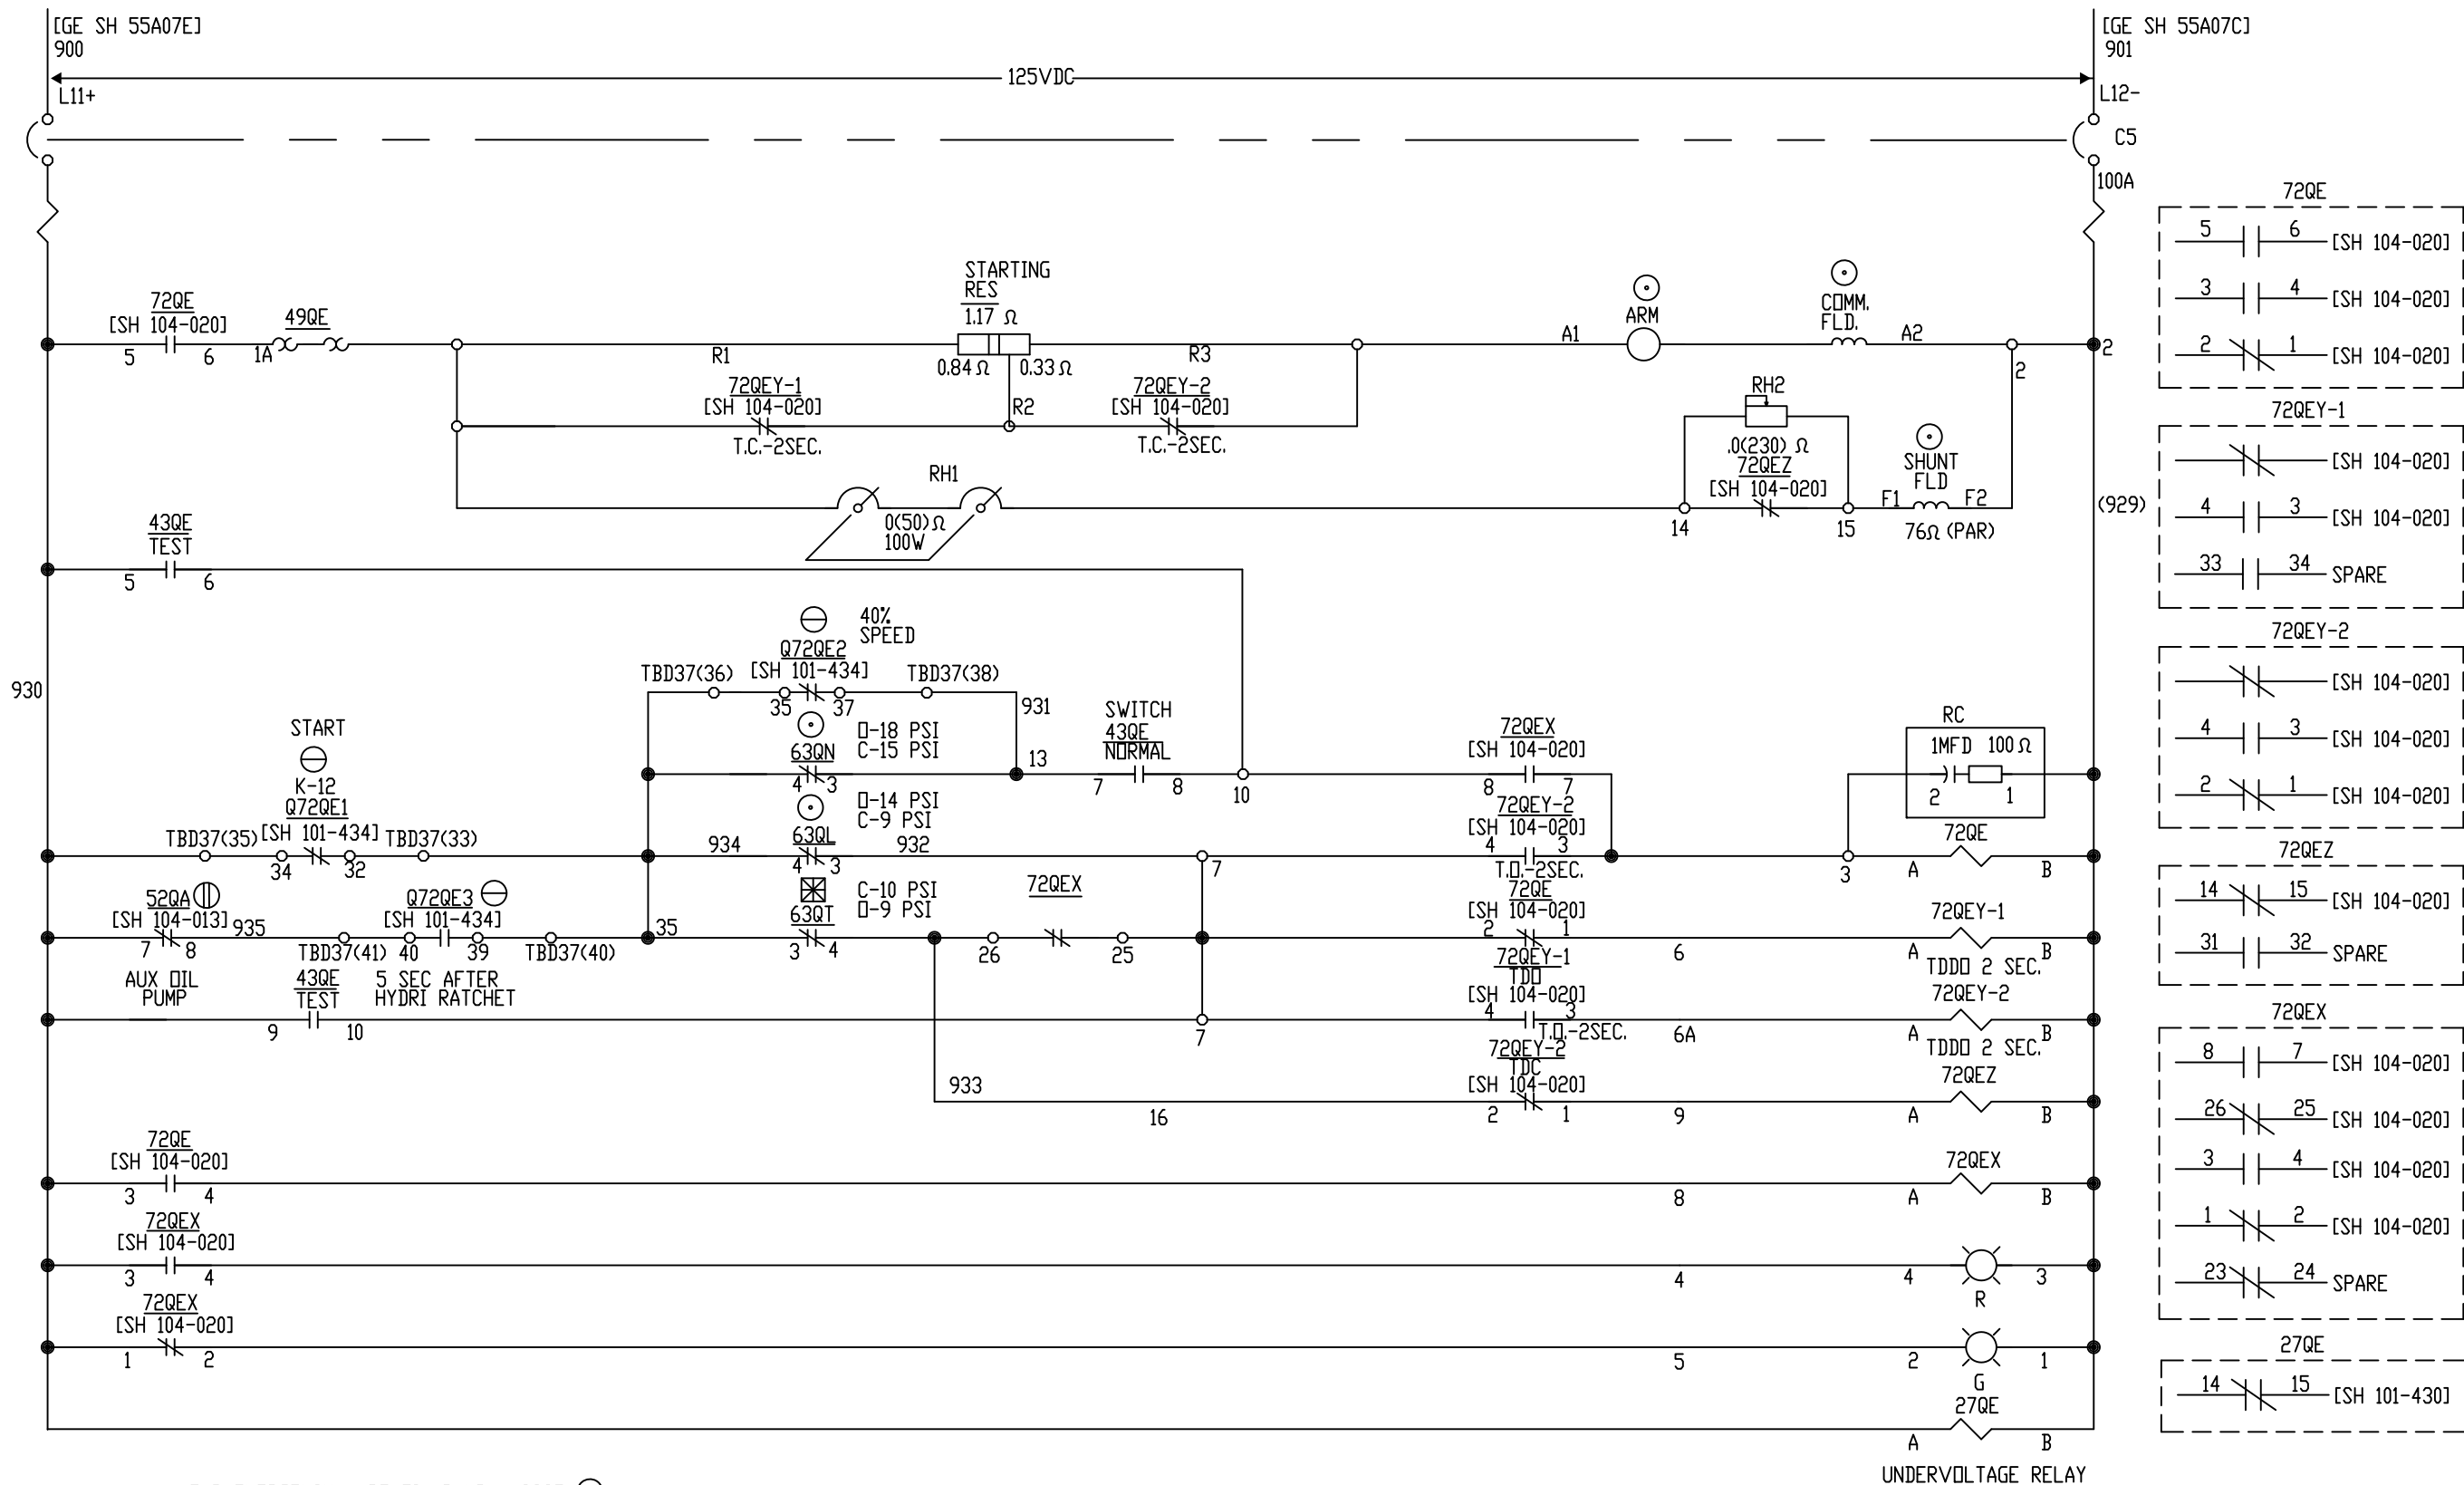 [GE SH 55A07E]
900
[GE SH 55A07C]
901
125VDC
L11+
L12-
C5
100A
72QE
[SH 104-020]
5 6
1A
49QE
R1
STARTING
RES
1.17 Ω
0.84 Ω 0.33 Ω
R3
72QEY-1
[SH 104-020]
T.C.-2SEC.
R2
72QEY-2
[SH 104-020]
T.C.-2SEC.
A1
ARM
COMM.
FLD.
A2
2
2
RH1
0(50) Ω
100W
RH2
.0(230) Ω
72QEZ
[SH 104-020]
14
15
SHUNT
FLD
F1 F2
76Ω (PAR)
(929)
43QE
TEST
5 6
930
40%
SPEED
Q72QE2
[SH 101-434]
TBD37(36)
35 37
TBD37(38)
931
O-18 PSI
C-15 PSI
63QN
4 3
13
SWITCH
43QE
NORMAL
7 8
10
72QEX
[SH 104-020]
8 7
RC
1MFD 100 Ω
2 1
START
K-12
Q72QE1
[SH 101-434]
TBD37(35)
34 32
TBD37(33)
O-14 PSI
C-9 PSI
934
63QL
4 3
932
7
72QEY-2
[SH 104-020]
4 3
T.O.-2SEC.
3
72QE
A B
52QA
[SH 104-013]
7 8
935
AUX OIL
PUMP
Q72QE3
[SH 101-434]
TBD37(41)
40 39
TBD37(40)
5 SEC AFTER
HYDRI RATCHET
35
C-10 PSI
O-9 PSI
63QT
3 4
72QEX
26 25
72QE
[SH 104-020]
2 1
6
72QEY-1
A B
TDDO 2 SEC.
43QE
TEST
9 10
7
72QEY-1
TDO
[SH 104-020]
4 3
T.O.-2SEC.
6A
72QEY-2
A B
TDDO 2 SEC.
933
16
72QEY-2
TDC
[SH 104-020]
2 1
9
72QEZ
A B
72QE
[SH 104-020]
3 4
8
72QEX
A B
72QEX
[SH 104-020]
3 4
4
4 3
R
72QEX
[SH 104-020]
1 2
5
2 1
G
27QE
A B
UNDERVOLTAGE RELAY
72QE
5 6 [SH 104-020]
3 4 [SH 104-020]
2 1 [SH 104-020]
72QEY-1
[SH 104-020]
4 3 [SH 104-020]
33 34 SPARE
72QEY-2
[SH 104-020]
4 3 [SH 104-020]
2 1 [SH 104-020]
72QEZ
14 15 [SH 104-020]
31 32 SPARE
72QEX
8 7 [SH 104-020]
26 25 [SH 104-020]
3 4 [SH 104-020]
1 2 [SH 104-020]
23 24 SPARE
27QE
14 15 [SH 101-430]